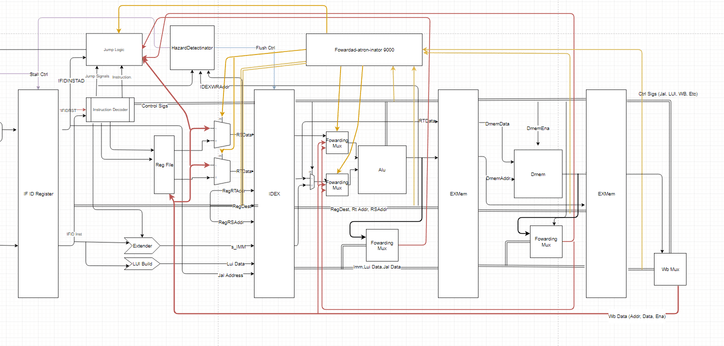 Jump Logic
HazardDetectinator
Flush Ctrl
Fowardad-atron-inator 9000
Stall Ctrl
IFIDINSTAD
Jump Signals
Instruction
IDEXWRAddr
Ctrl Sigs (Jal, LUI, WB, Etc)
Instruction Decoder
Control Sigs
RTData
DmemData
DmemEna
RSData
Fowarding
Mux
Reg File
Alu
Dmem
RTData
DmemAddr
Fowarding
Mux
IF ID Register
RegRTAddr
IDEX
EXMem
EXMem
RegDest
RegDest, Rt Addr, RSAddr
RegRSAddr
Extender
s_IMM
Fowarding
Mux
Fowarding
Mux
LUI Build
Lui Data
Imm,Lui Data,Jal Data
Wb Mux
Jal Address
Wb Data (Addr, Data, Ena)